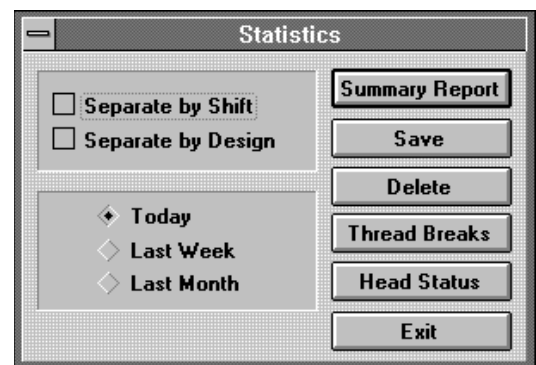 Statistics
Separate by Shift
Separate by Design
Today
Last Week
Last Month
Summary Report
Save
Delete
Thread Breaks
Head Status
Exit